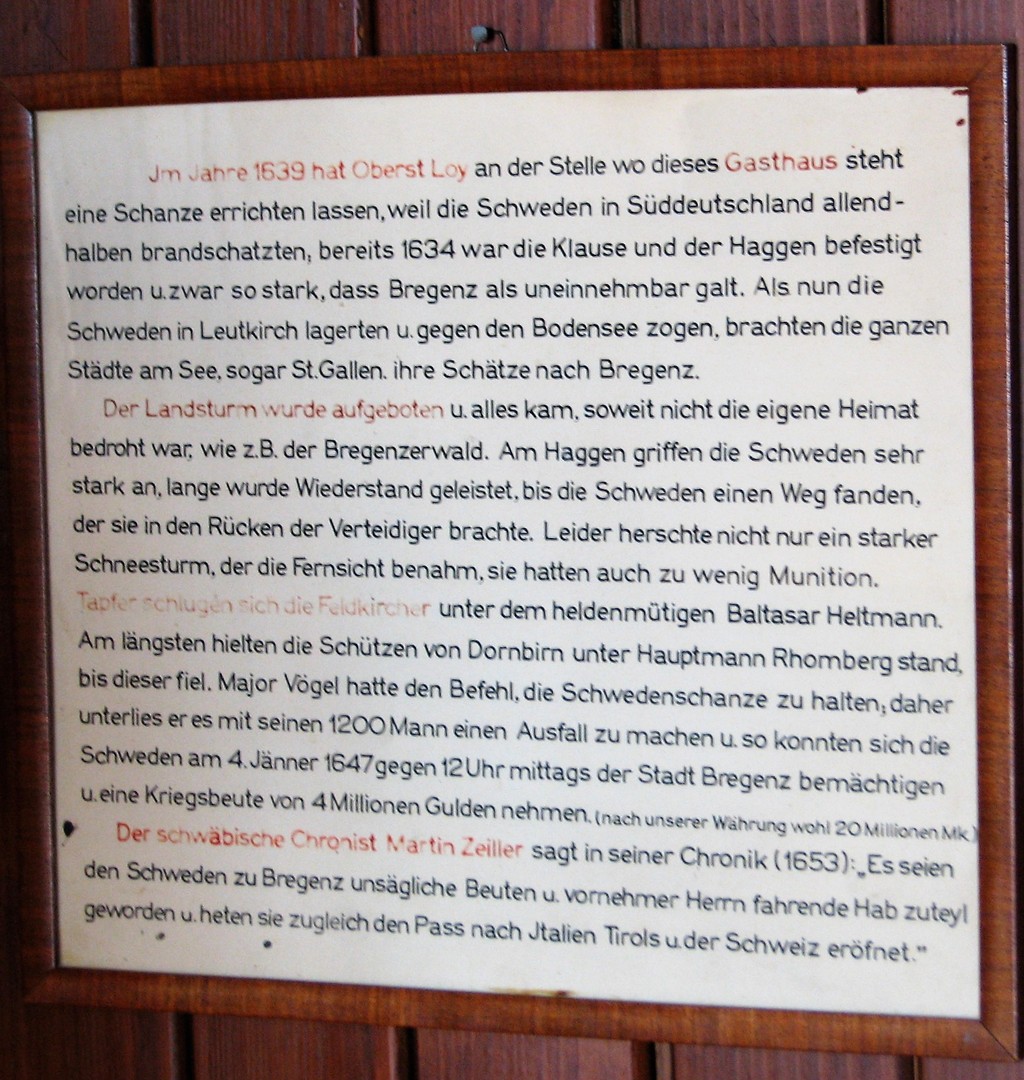 Jm Jahre 1639 hat Oberst Loy an der Stelle wo dieses Gasthaus steht
eine Schanze errichten lassen, weil die Schweden in Süddeutschland allend-
halben brandschatzten, bereits 1634 war die Klause und der Haggen befestigt
worden u. zwar so stark, dass Bregenz als uneinnehmbar galt. Als nun die
Schweden in Leutkirch lagerten u. gegen den Bodensee zogen, brachten die ganzen
Städte am See, sogar St. Gallen. ihre Schätze nach Bregenz.
Der Landsturm wurde aufgeboten u. alles kam, soweit nicht die eigene Heimat
bedroht war, wie z.B. der Bregenzerwald. Am Haggen griffen die Schweden sehr
stark an, lange wurde Wiederstand geleistet, bis die Schweden einen Weg fanden,
der sie in den Rücken der Verteidiger brachte. Leider herschte nicht nur ein starker
Schneesturm, der die Fernsicht benahm, sie hatten auch zu wenig Munition.
Tapfer schlugen sich die Feldkircher unter dem heldenmütigen Baltasar Heltmann.
Am längsten hielten die Schützen von Dornbirn unter Hauptmann Rhomberg stand,
bis dieser fiel. Major Vögel hatte den Befehl, die Schwedenschanze zu halten, daher
unterlies er es mit seinen 1200 Mann einen Ausfall zu machen u. so konnten sich die
Schweden am 4. Jänner 1647 gegen 12 Uhr mittags der Stadt Bregenz bemächtigen
u. eine Kriegsbeute von 4 Millionen Gulden nehmen. (nach unserer Währung wohl 20 Millionen Mk.)
Der schwäbische Chronist Martin Zeiller sagt in seiner Chronik (1653): „Es seien
den Schweden zu Bregenz unsägliche Beuten u. vornehmer Herrn fahrende Hab zuteyl
geworden u. heten sie zugleich den Pass nach Jtalien Tirols u. der Schweiz eröfnet."